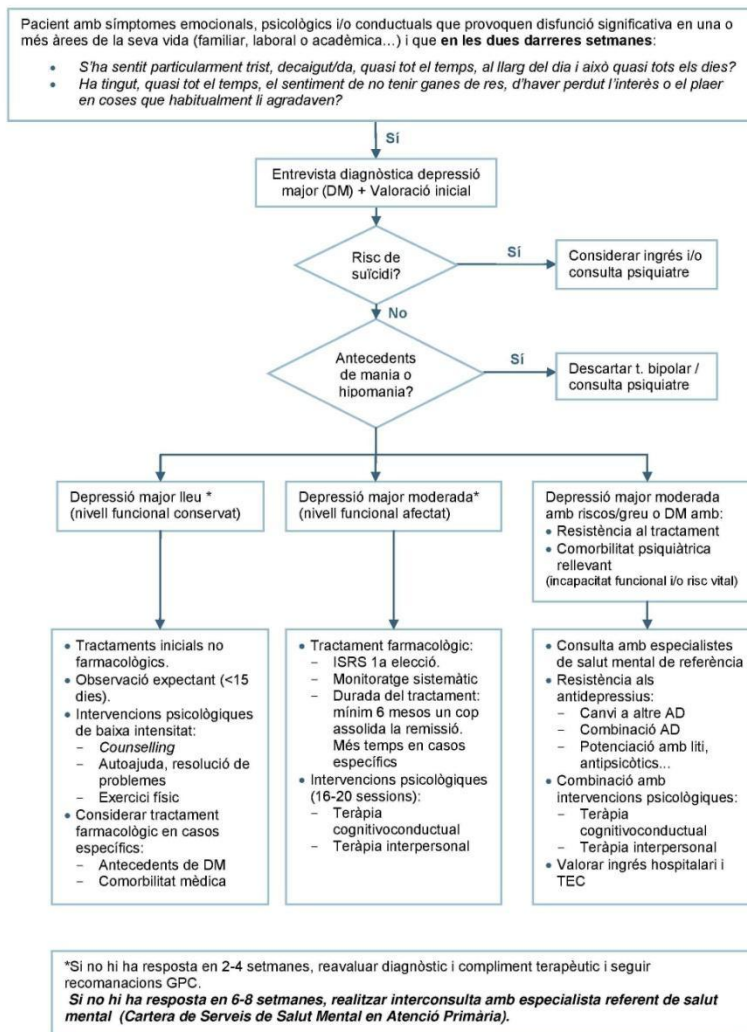 Pacient amb símptomes emocionals, psicològics i/o conductuals que provoquen disfunció significativa en una o
més àrees de la seva vida (familiar, laboral o acadèmica…) i que en les dues darreres setmanes:
• S'ha sentit particularment trist, decaigut/da, quasi tot el temps, al llarg del dia i això quasi tots els dies?
• Ha tingut, quasi tot el temps, el sentiment de no tenir ganes de res, d'haver perdut l'interès o el plaer
en coses que habitualment li agradaven?
Sí
Entrevista diagnòstica depressió
major (DM) + Valoració inicial
Risc de
suïcidi?
Sí
Considerar ingrés i/o
consulta psiquiatre
No
Antecedents
de mania o
hipomania?
Sí
Descartar t. bipolar /
consulta psiquiatre
Depressió major lleu *
(nivell funcional conservat)
Depressió major moderada*
(nivell funcional afectat)
Depressió major moderada
amb riscos/greu o DM amb:
• Resistència al tractament
• Comorbilitat psiquiàtrica
rellevant
(incapacitat funcional i/o risc vital)
• Tractaments inicials no
farmacològics.
• Observació expectant (<15
dies).
• Intervencions psicològiques
de baixa intensitat:
− Counselling
− Autoajuda, resolució de
problemes
− Exercici físic
• Considerar tractament
farmacològic en casos
específics:
− Antecedents de DM
− Comorbilitat mèdica
• Tractament farmacològic:
− ISRS 1a elecció.
− Monitoratge sistemàtic
− Durada del tractament:
mínim 6 mesos un cop
assolida la remissió.
Més temps en casos
específics
• Intervencions psicològiques
(16-20 sessions):
− Teràpia
cognitivoconductual
− Teràpia interpersonal
• Consulta amb especialistes
de salut mental de referència
• Resistència als
antidepressius:
− Canvi a altre AD
− Combinació AD
− Potenciació amb liti,
antipsicòtics...
• Combinació amb
intervencions psicològiques:
− Teràpia
cognitivoconductual
− Teràpia interpersonal
• Valorar ingrés hospitalari i
TEC
*Si no hi ha resposta en 2-4 setmanes, reavaluar diagnòstic i compliment terapèutic i seguir
recomanacions GPC.
Si no hi ha resposta en 6-8 setmanes, realitzar interconsulta amb especialista referent de salut
mental (Cartera de Serveis de Salut Mental en Atenció Primària).